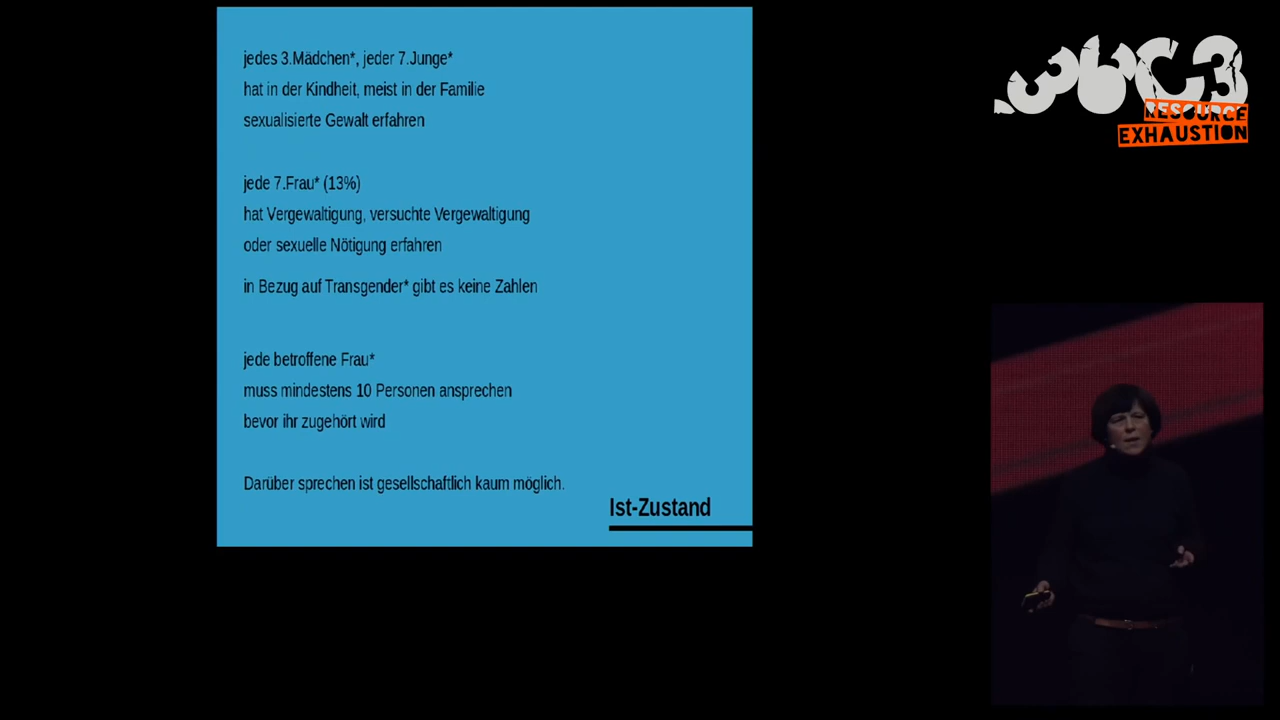 jedes 3.Mädchen*, jeder 7.Junge*
hat in der Kindheit, meist in der Familie
sexualisierte Gewalt erfahren
jede 7.Frau* (13%)
hat Vergewaltigung, versuchte Vergewaltigung
oder sexuelle Nötigung erfahren
in Bezug auf Transgender* gibt es keine Zahlen
jede betroffene Frau*
muss mindestens 10 Personen ansprechen
bevor ihr zugehört wird
Darüber sprechen ist gesellschaftlich kaum möglich.
Ist-Zustand
36C3
RESOURCE
EXHAUSTION